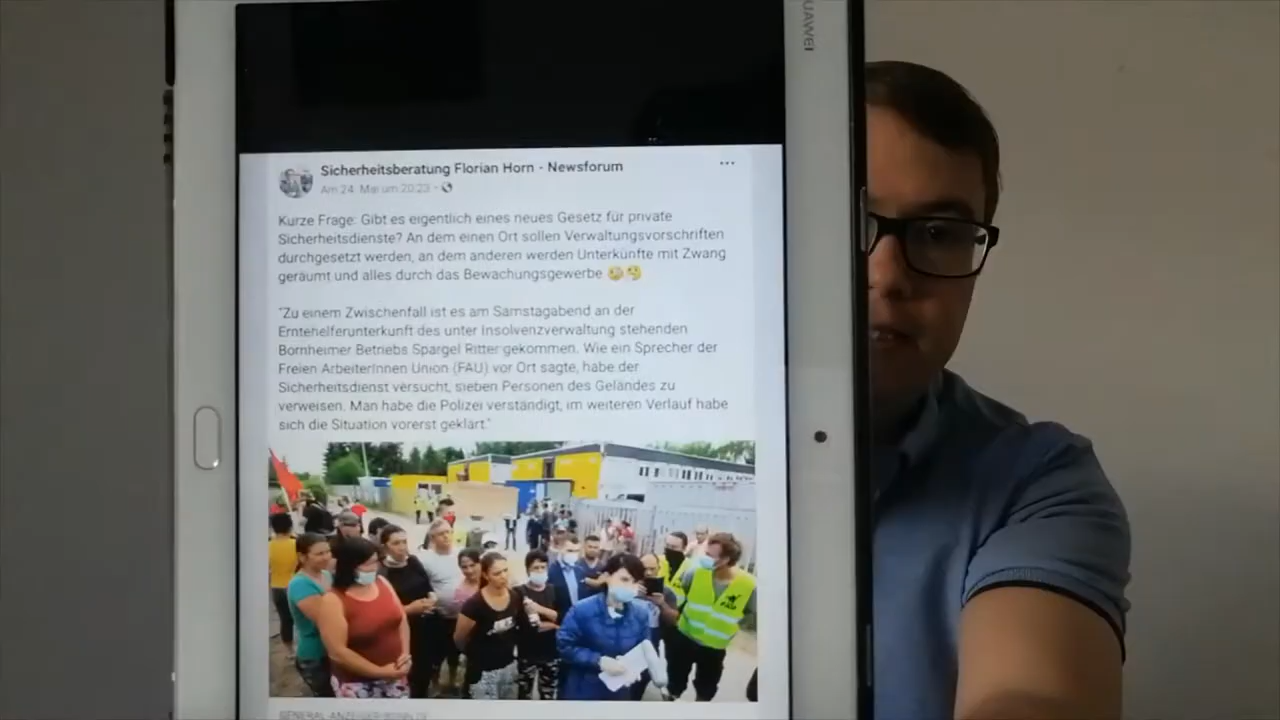 HUAWEI
Sicherheitsberatung Florian Horn - Newsforum
Am 24. Mai um 20:23 ·
Kurze Frage: Gibt es eigentlich eines neues Gesetz für private
Sicherheitsdienste? An dem einen Ort sollen Verwaltungsvorschriften
durchgesetzt werden, an dem anderen werden Unterkünfte mit Zwang
geräumt und alles durch das Bewachungsgewerbe
"Zu einem Zwischenfall ist es am Samstagabend an der
Erntehelferunterkunft des unter Insolvenzverwaltung stehenden
Bornheimer Betriebs Spargel Ritter gekommen. Wie ein Sprecher der
Freien ArbeiterInnen Union (FAU) vor Ort sagte, habe der
Sicherheitsdienst versucht, sieben Personen des Geländes zu
verweisen. Man habe die Polizei verständigt, im weiteren Verlauf habe
sich die Situation vorerst geklärt."
FAU
GENERAL-ANZEIGER-BONN.DE